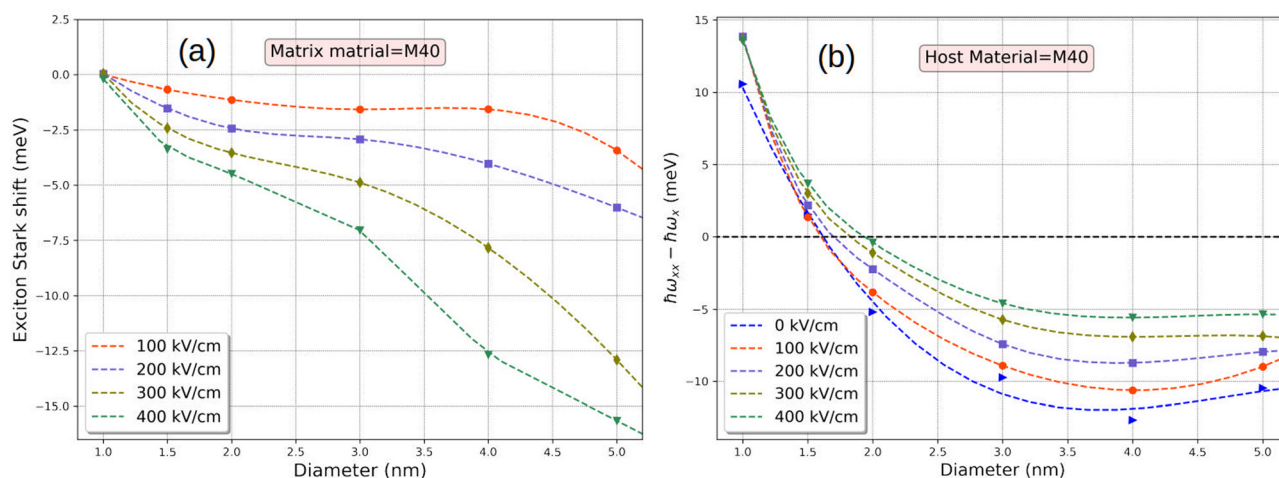 (a)
Matrix matrial=M40
Exciton Stark shift (meV)
2.5
0.0
−2.5
−5.0
−7.5
−10.0
−12.5
−15.0
100 kV/cm
200 kV/cm
300 kV/cm
400 kV/cm
1.0 1.5 2.0 2.5 3.0 3.5 4.0 4.5 5.0
Diameter (nm)
(b)
Host Material=M40
ħω_xx − ħω_x (meV)
15
10
5
0
−5
−10
0 kV/cm
100 kV/cm
200 kV/cm
300 kV/cm
400 kV/cm
1.0 1.5 2.0 2.5 3.0 3.5 4.0 4.5 5.0
Diameter (nm)